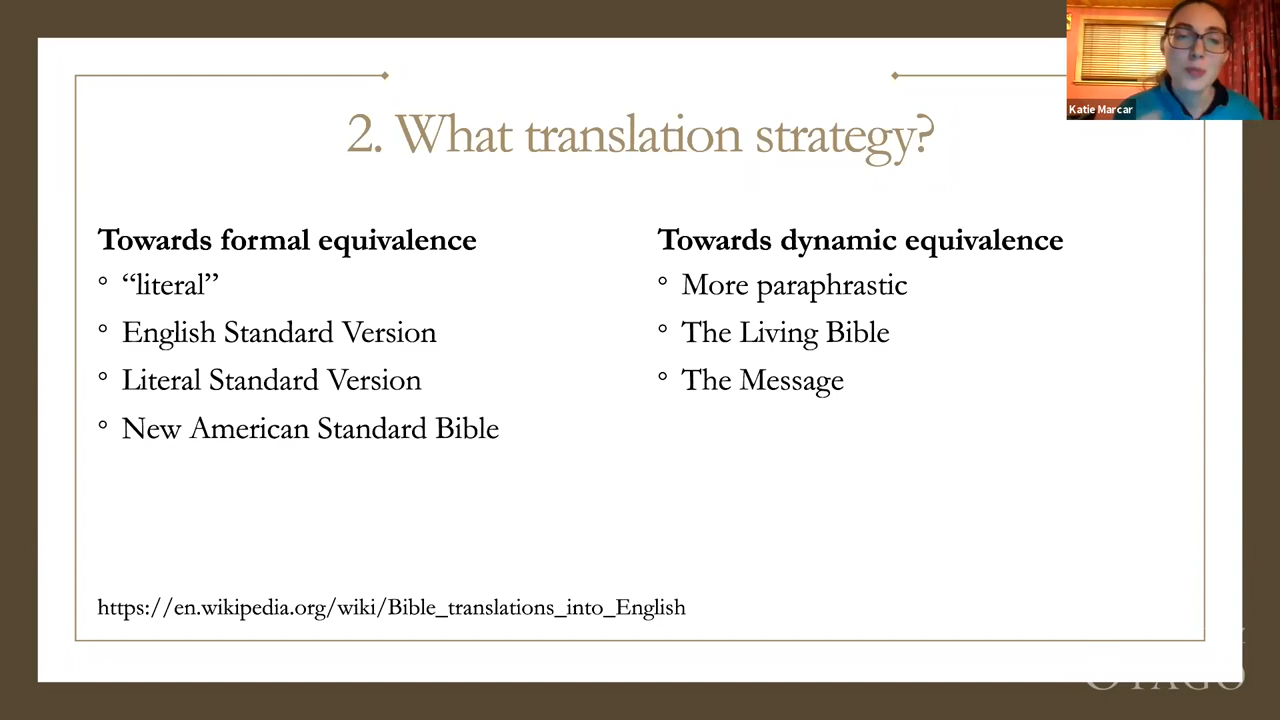 Katie Marcar
2. What translation strategy?
Towards formal equivalence
“literal”
English Standard Version
Literal Standard Version
New American Standard Bible
Towards dynamic equivalence
More paraphrastic
The Living Bible
The Message
https://en.wikipedia.org/wiki/Bible_translations_into_English